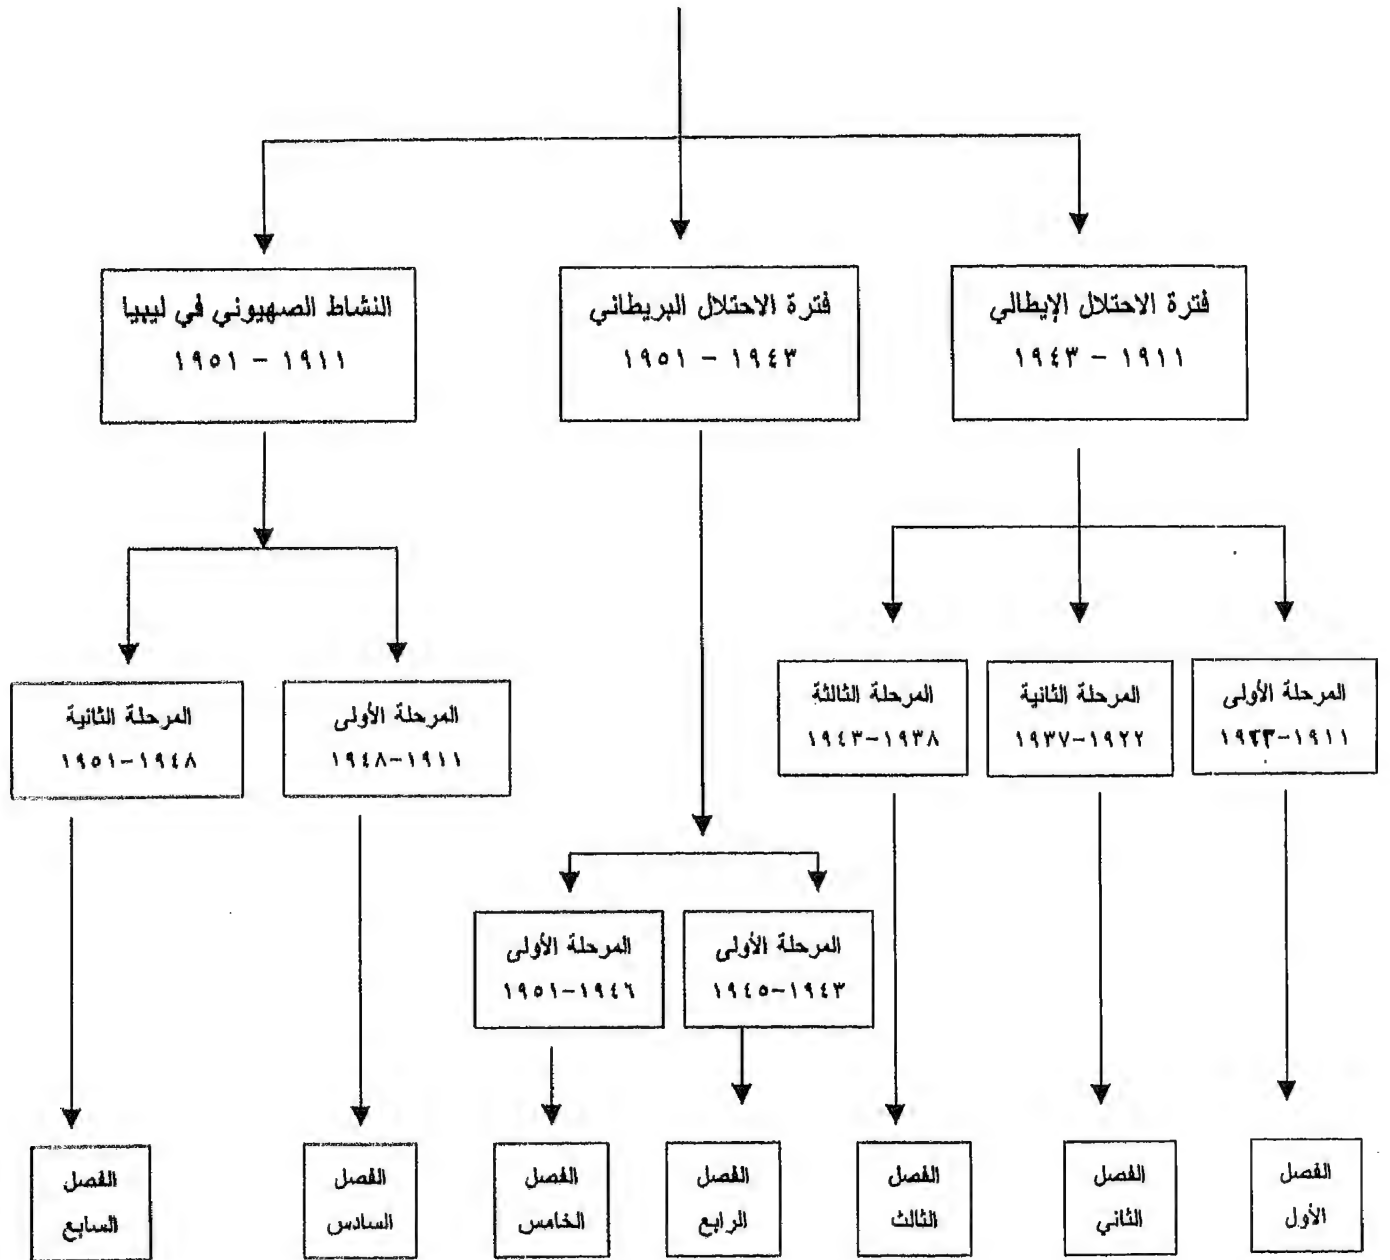 فترة الاحتلال الإيطالي
١٩١١ – ١٩٤٣
فترة الاحتلال البريطاني
١٩٤٣ – ١٩٥١
النشاط الصهيوني في ليبيا
١٩١١ – ١٩٥١
المرحلة الأولى
١٩١١–
المرحلة الثانية
١٩٢٢–١٩٣٧
المرحلة الثالثة
١٩٣٨–١٩٤٣
المرحلة الأولى
١٩١١–١٩٤٨
المرحلة الثانية
١٩٤٨–١٩٥١
المرحلة الأولى
١٩٤٣–١٩٤٥
المرحلة الأولى
١٩٤٦–١٩٥١
الفصل
الأول
الفصل
الثاني
الفصل
الثالث
الفصل
الرابع
الفصل
الخامس
الفصل
السادس
الفصل
السابع